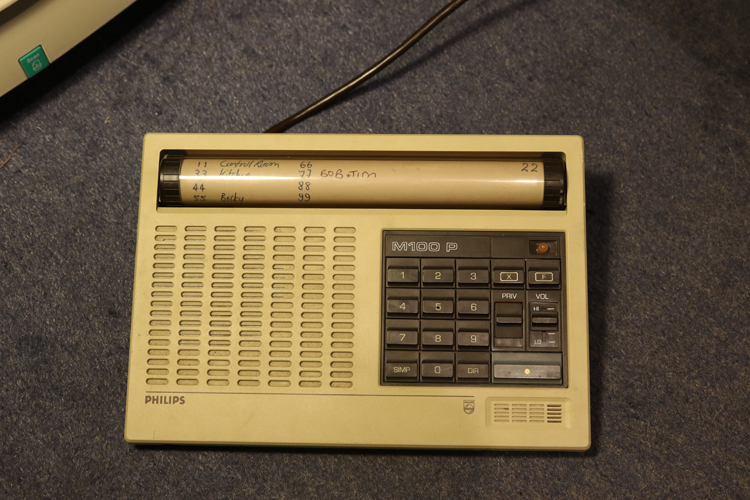 11 Control Room 66
33 Kitchen 77 BOB + TIM
44 88
55 Becky 99
22
M100 P
1 2 3 X F
PRIV VOL
4 5 6 HI
7 8 9 LO
SIMP 0 DIR
PHILIPS